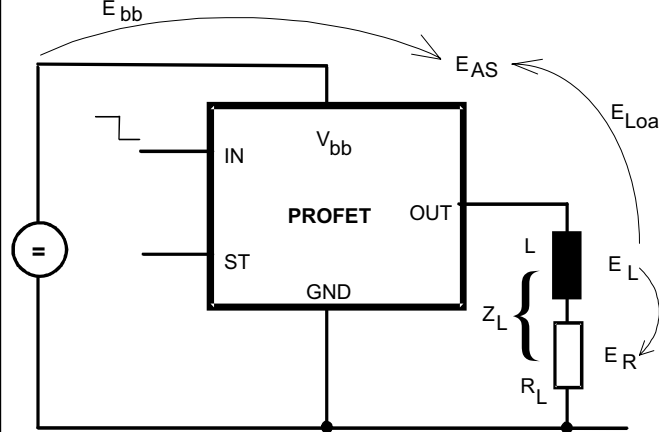 E bb
E AS
E Loa
V bb
IN
PROFET
OUT
ST
L
E L
GND
Z L
{
E R
R L
=